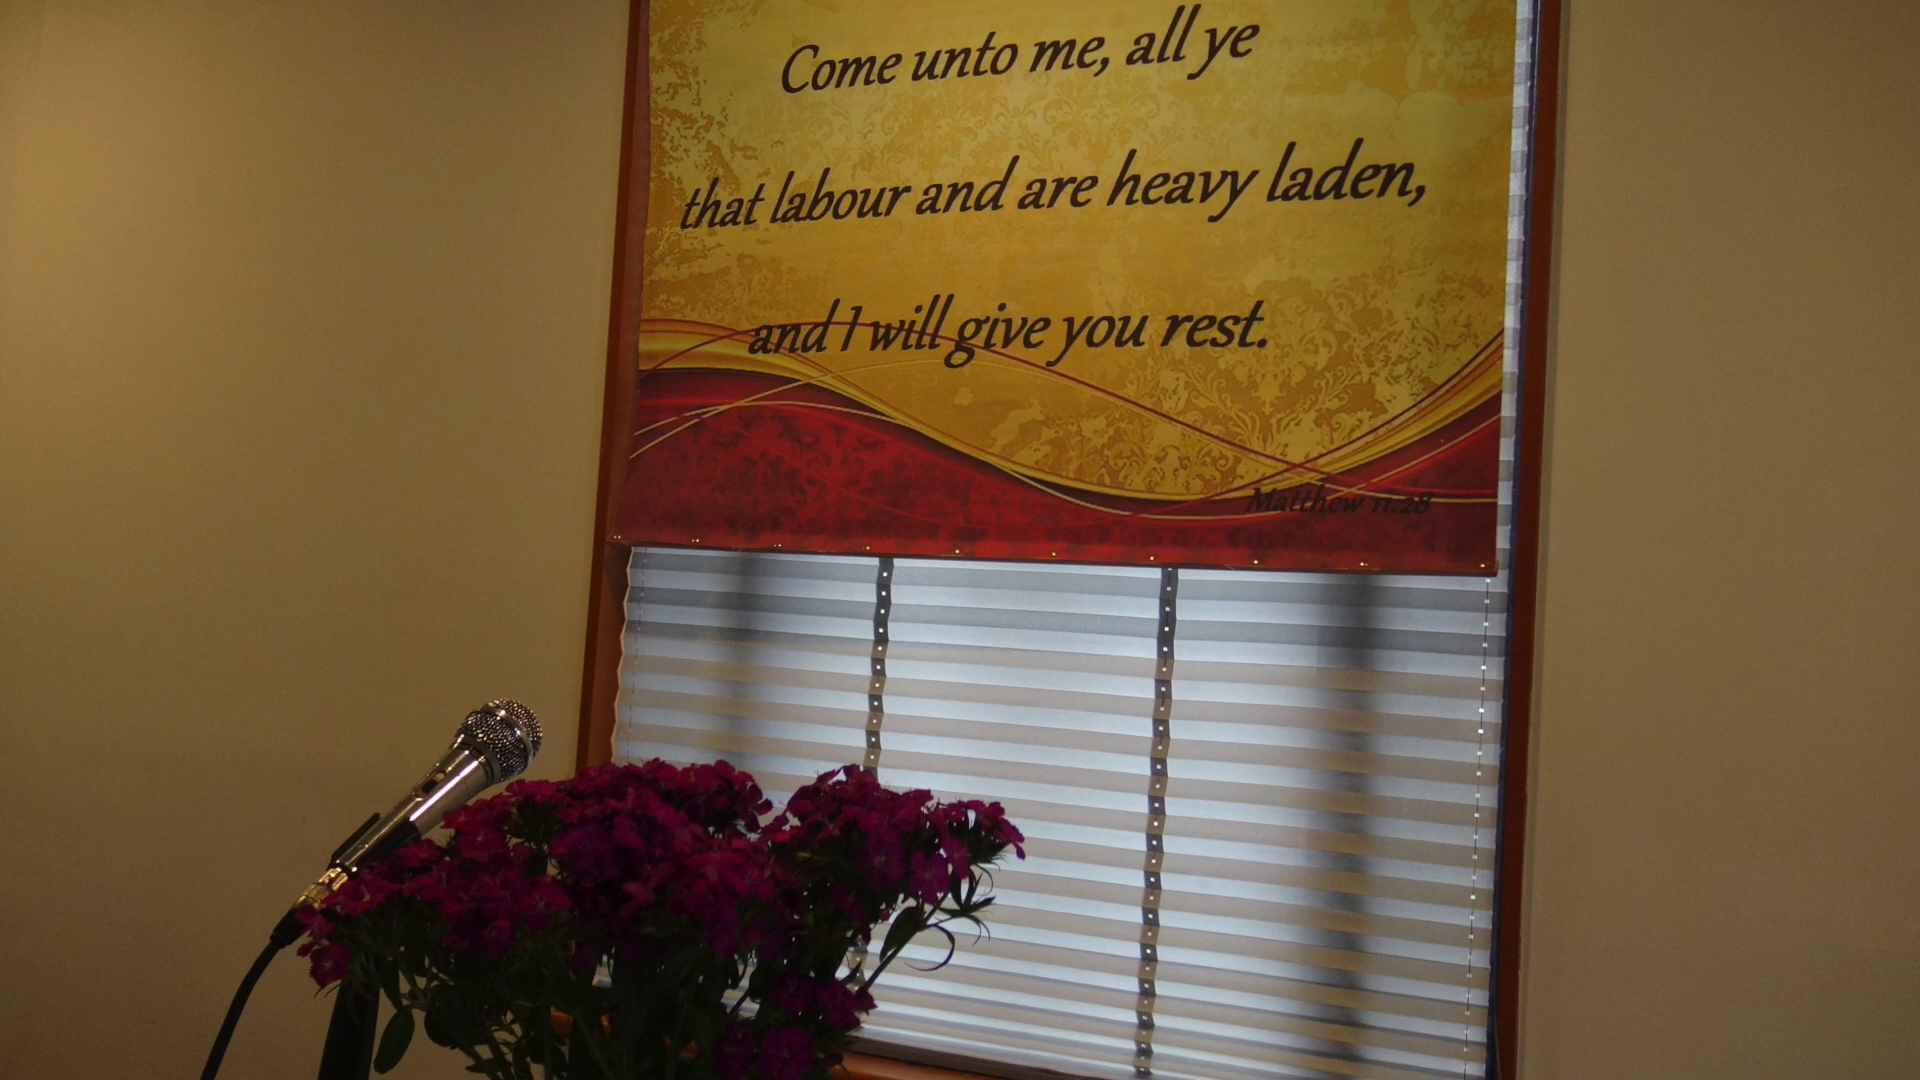 Come unto me, all ye
that labour and are heavy laden,
and I will give you rest.
Matthew 11:28